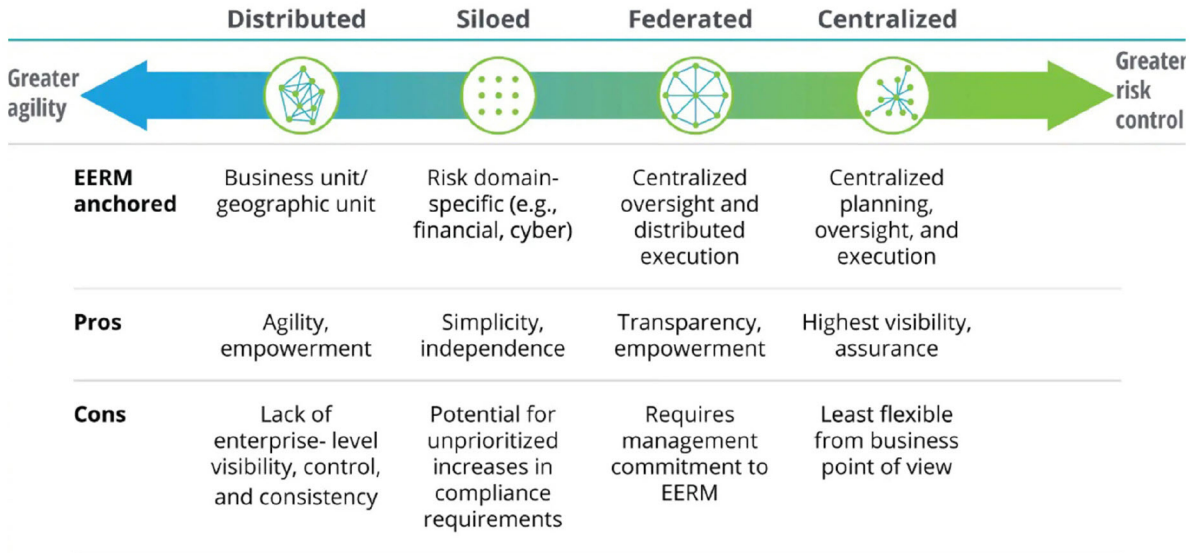 Distributed
Siloed
Federated
Centralized
Greater
agility
Greater
risk
control
EERM
anchored
Business unit/
geographic unit
Risk domain-
specific (e.g.,
financial, cyber)
Centralized
oversight and
distributed
execution
Centralized
planning,
oversight, and
execution
Pros
Agility,
empowerment
Simplicity,
independence
Transparency,
empowerment
Highest visibility,
assurance
Cons
Lack of
enterprise- level
visibility, control,
and consistency
Potential for
unprioritized
increases in
compliance
requirements
Requires
management
commitment to
EERM
Least flexible
from business
point of view